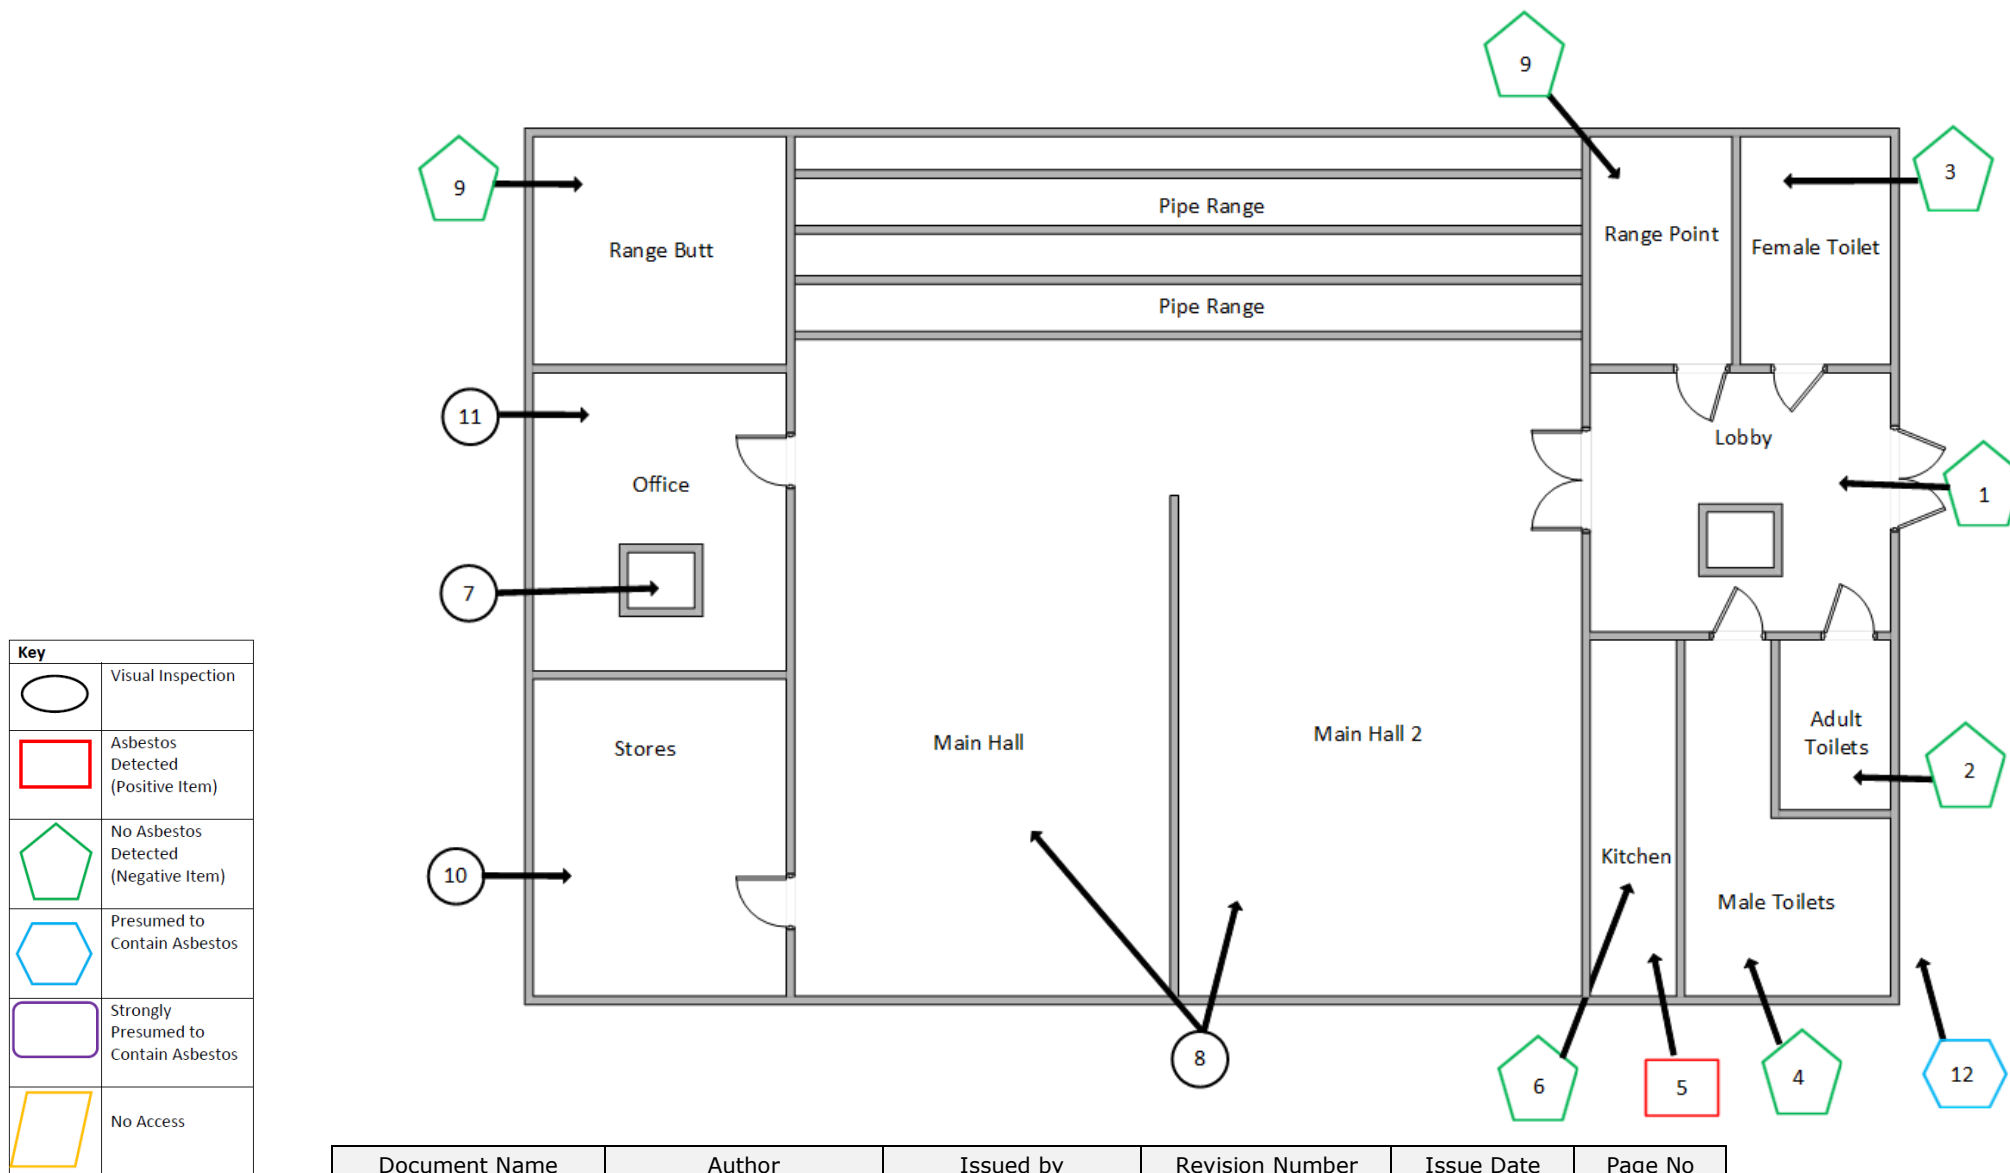 9
9
3
Pipe Range
Range Point
Female Toilet
Range Butt
Pipe Range
11
Lobby
Office
1
7
Key
Visual Inspection
Asbestos
Detected
(Positive Item)
No Asbestos
Detected
(Negative Item)
Presumed to
Contain Asbestos
Strongly
Presumed to
Contain Asbestos
No Access
Stores
Main Hall
Main Hall 2
Adult
Toilets
2
10
Kitchen
Male Toilets
8
6
5
4
12
Document Name Author Issued by Revision Number Issue Date Page No